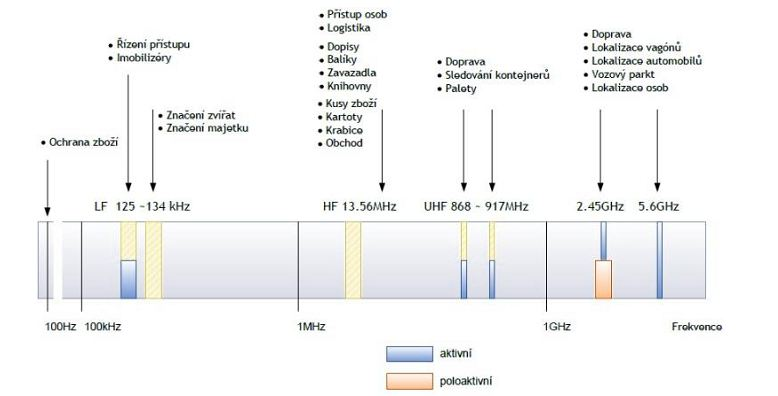 • Ochrana zboží
• Řízení přístupu
• Imobilizéry
• Značení zvířat
• Značení majetku
• Přístup osob
• Logistika
• Dopisy
• Balíky
• Zavazadla
• Knihovny
• Kusy zboží
• Kartoty
• Krabice
• Obchod
• Doprava
• Sledování kontejnerů
• Palety
• Doprava
• Lokalizace vagónů
• Lokalizace automobilů
• Vozový parkt
• Lokalizace osob
LF 125 ~134 kHz
HF 13.56MHz
UHF 868 ~ 917MHz
2.45GHz
5.6GHz
100Hz
100kHz
1MHz
1GHz
Frekvence
aktivní
poloaktivní